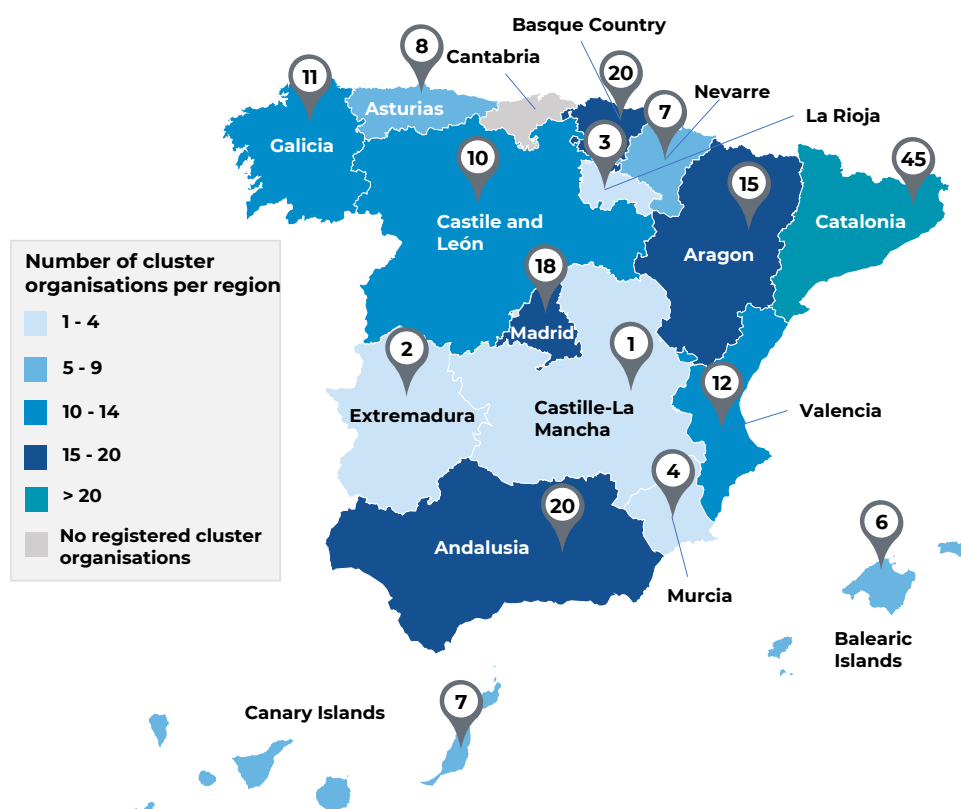 Basque Country
8
Cantabria
11
20
Nevarre
7
La Rioja
Asturias
Galicia
3
10
45
15
Castile and
León
Catalonia
Aragon
Number of cluster
organisations per region
1 - 4
5 - 9
10 - 14
15 - 20
> 20
No registered cluster
organisations
18
Madrid
2
1
12
Extremadura
Castille-La
Mancha
Valencia
4
20
Andalusia
6
Murcia
Balearic
Islands
7
Canary Islands